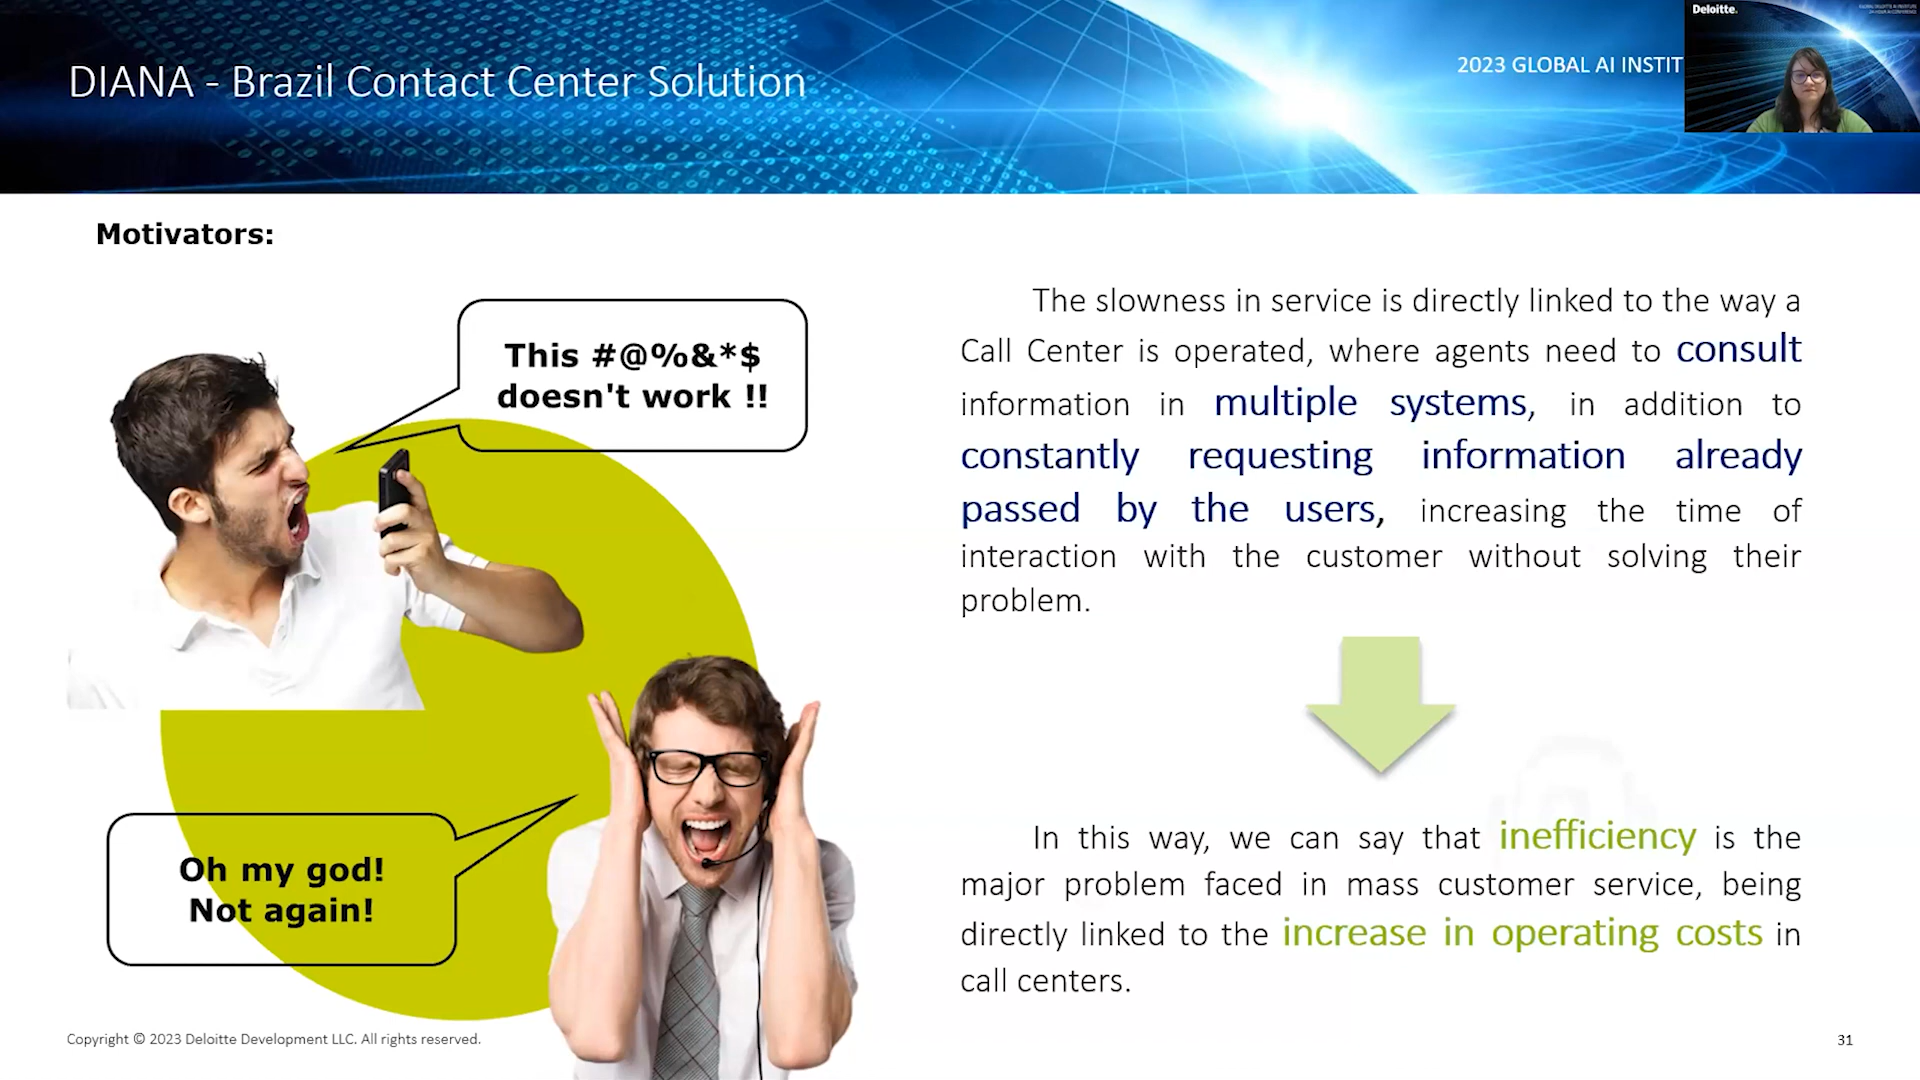 DIANA - Brazil Contact Center Solution
2023 GLOBAL AI INSTIT
Deloitte.
Motivators:
This #@%&*$
doesn't work !!
Oh my god!
Not again!
The slowness in service is directly linked to the way a
Call Center is operated, where agents need to consult
information in multiple systems, in addition to
constantly requesting information already
passed by the users, increasing the time of
interaction with the customer without solving their
problem.
In this way, we can say that inefficiency is the
major problem faced in mass customer service, being
directly linked to the increase in operating costs in
call centers.
Copyright © 2023 Deloitte Development LLC. All rights reserved.
31